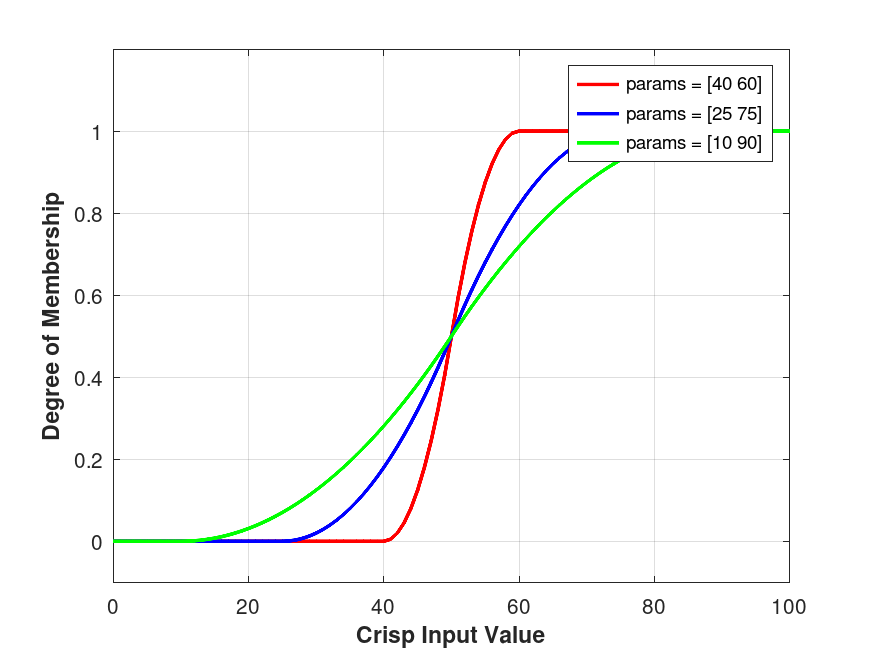 params = [40 60]
params = [25 75]
params = [10 90]
1
0.8
0.6
0.4
0.2
0
Degree of Membership
0 20 40 60 80 100
Crisp Input Value